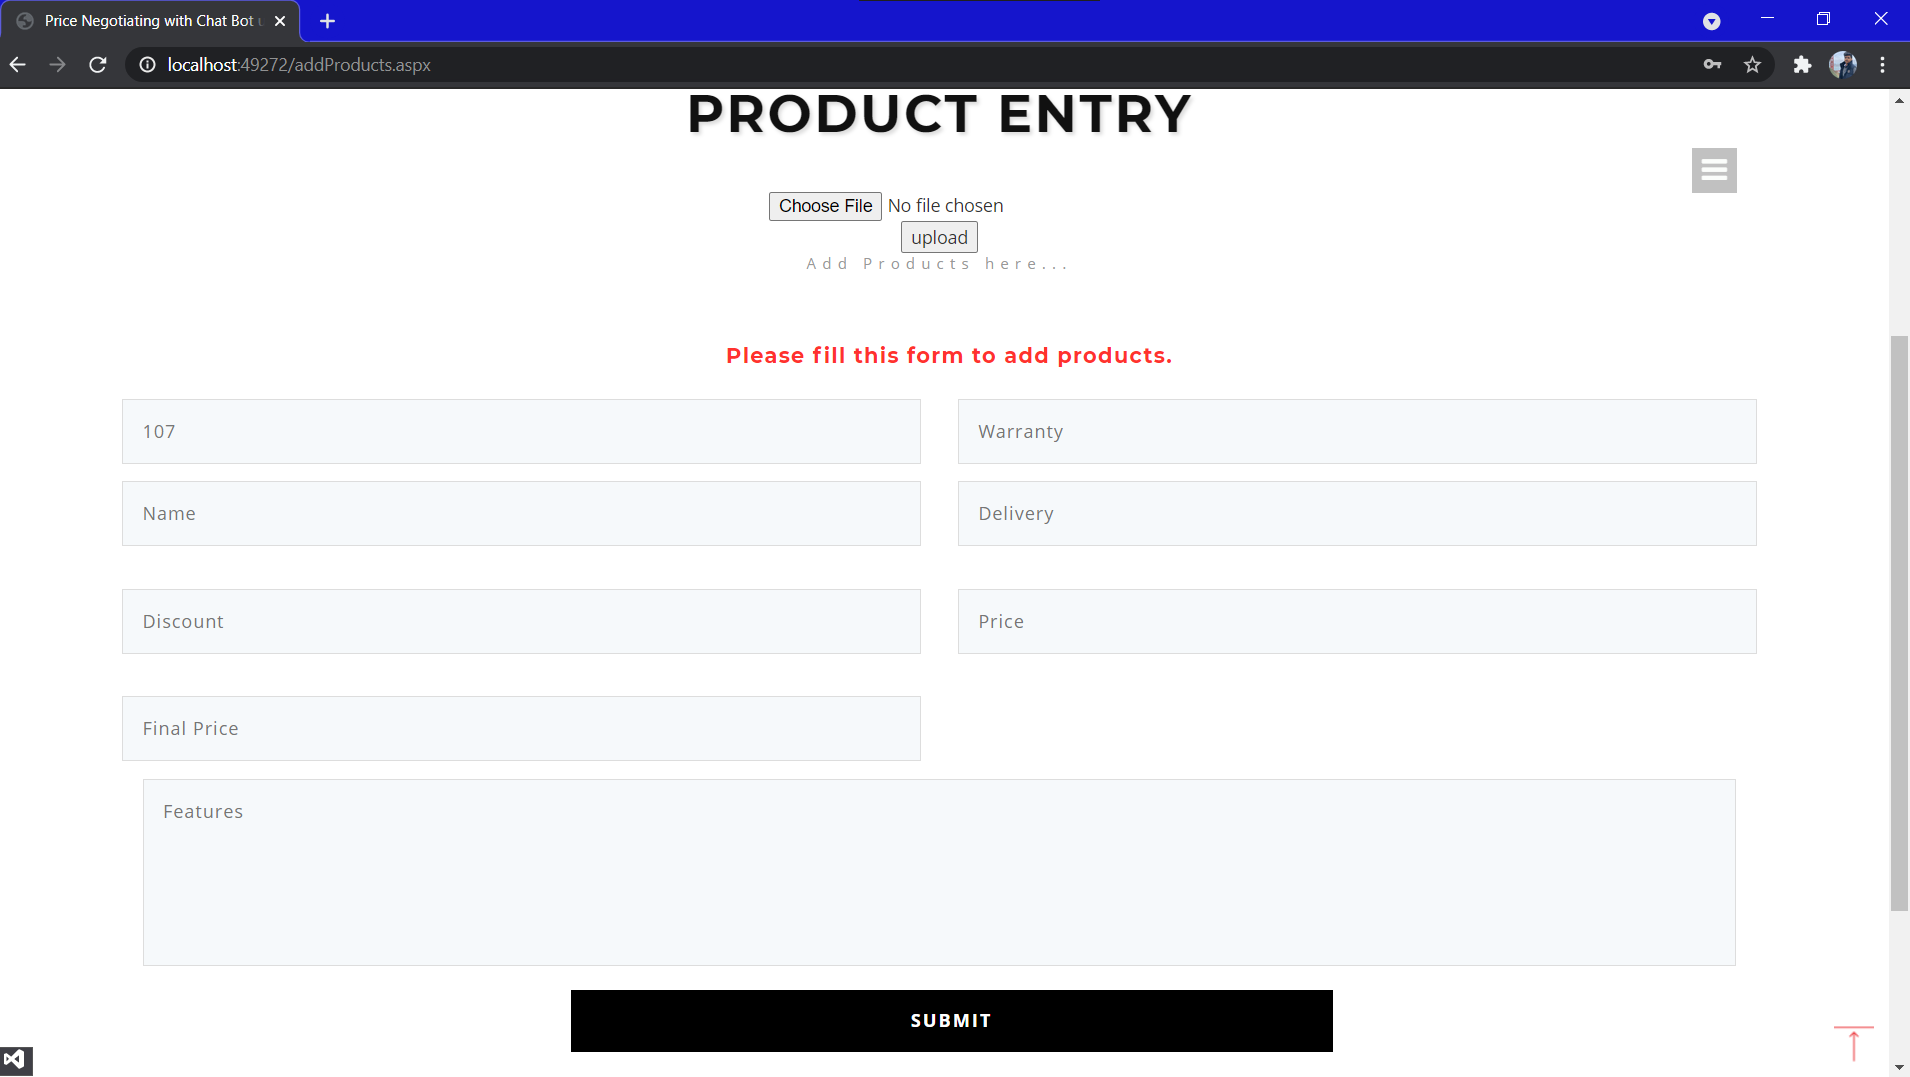 Price Negotiating with Chat Bot
localhost:49272/addProducts.aspx
PRODUCT ENTRY
Choose File No file chosen
upload
Add Products here...
Please fill this form to add products.
107 Warranty
Name Delivery
Discount Price
Final Price
Features
SUBMIT